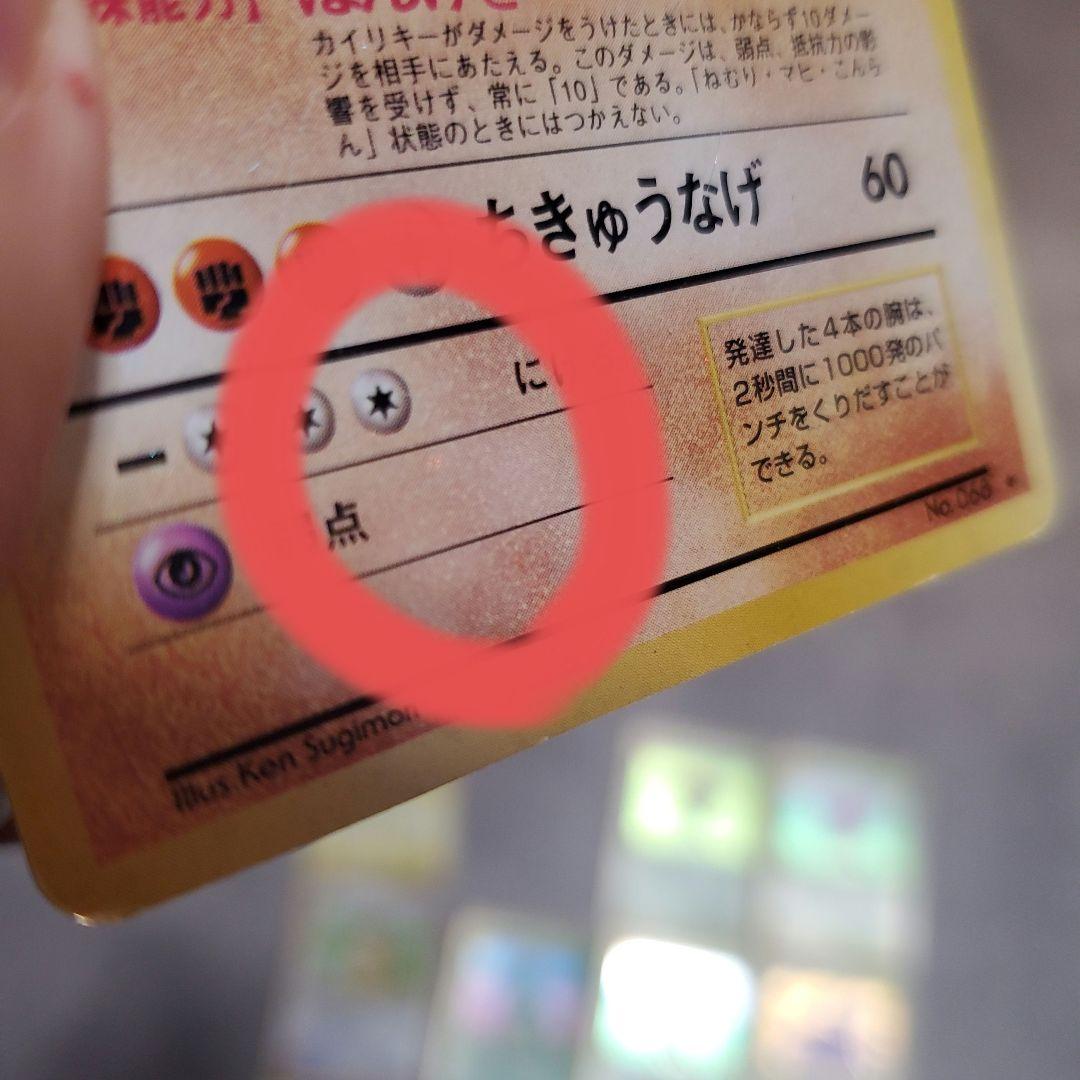 カイリキーがダメージをうけたときには、かならず10ダメー
ジを相手にあたえる。このダメージは、弱点、抵抗力の影
響を受けず、常に「10」である。「ねむり・マヒ・こんら
ん」状態のときにはつかえない。
きゅうなげ 60
に
点
発達した4本の腕は、
2秒間に1000発のパ
ンチをくりだすことが
できる。
No.068
Illus.Ken Sugimori